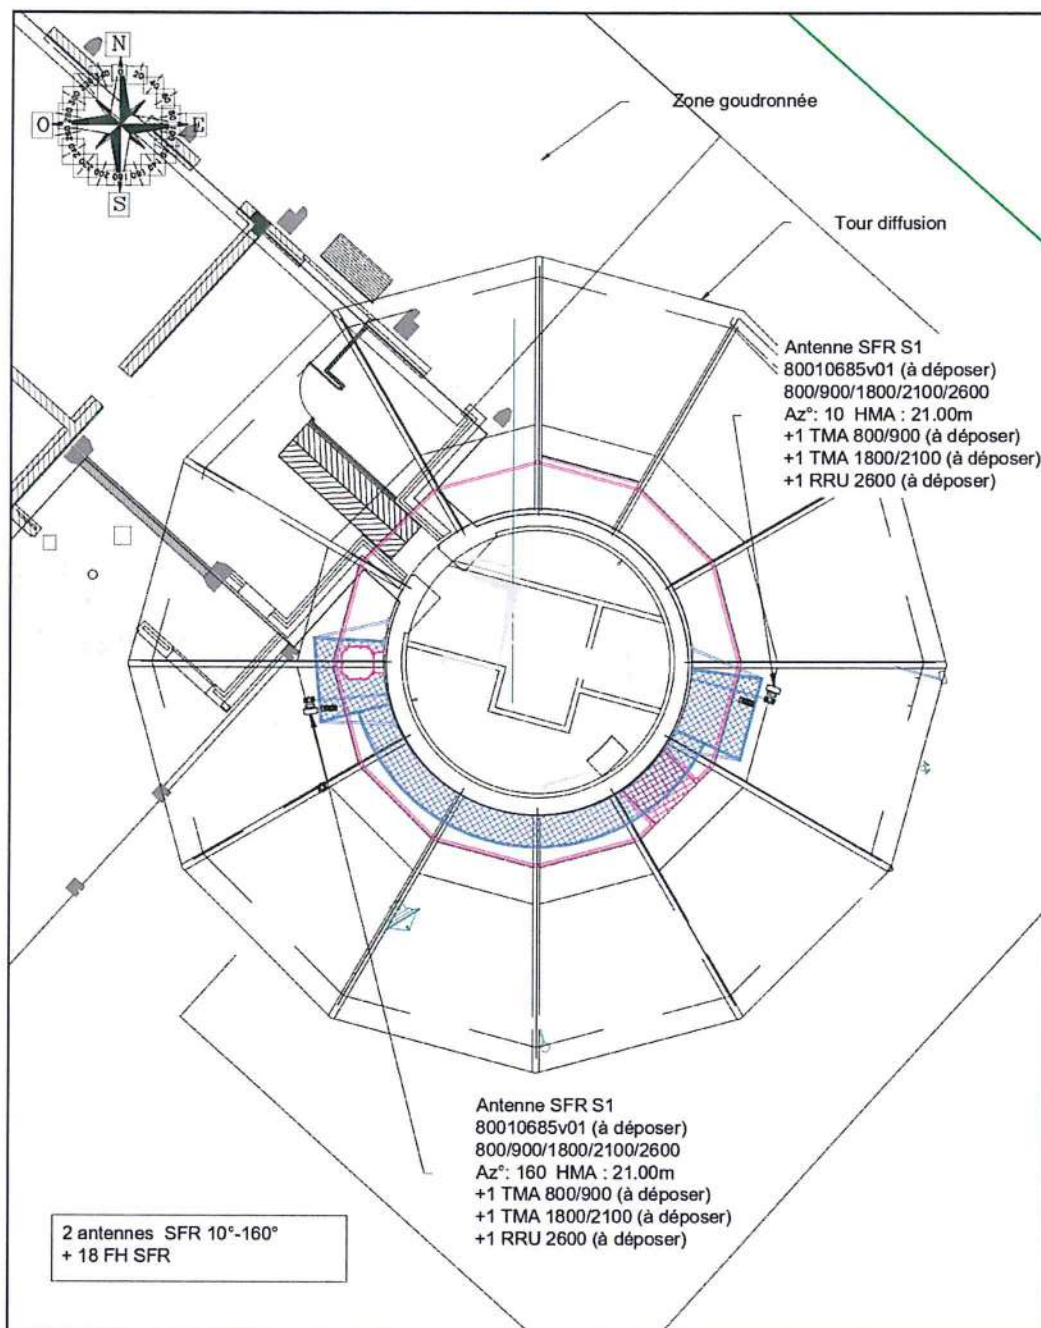 N
O
E
S
Zone goudronnée
Tour diffusion
Antenne SFR S1
80010685v01 (à déposer)
800/900/1800/2100/2600
Az°: 10 HMA : 21.00m
+1 TMA 800/900 (à déposer)
+1 TMA 1800/2100 (à déposer)
+1 RRU 2600 (à déposer)
Antenne SFR S1
80010685v01 (à déposer)
800/900/1800/2100/2600
Az°: 160 HMA : 21.00m
+1 TMA 800/900 (à déposer)
+1 TMA 1800/2100 (à déposer)
+1 RRU 2600 (à déposer)
2 antennes SFR 10°-160°
+ 18 FH SFR